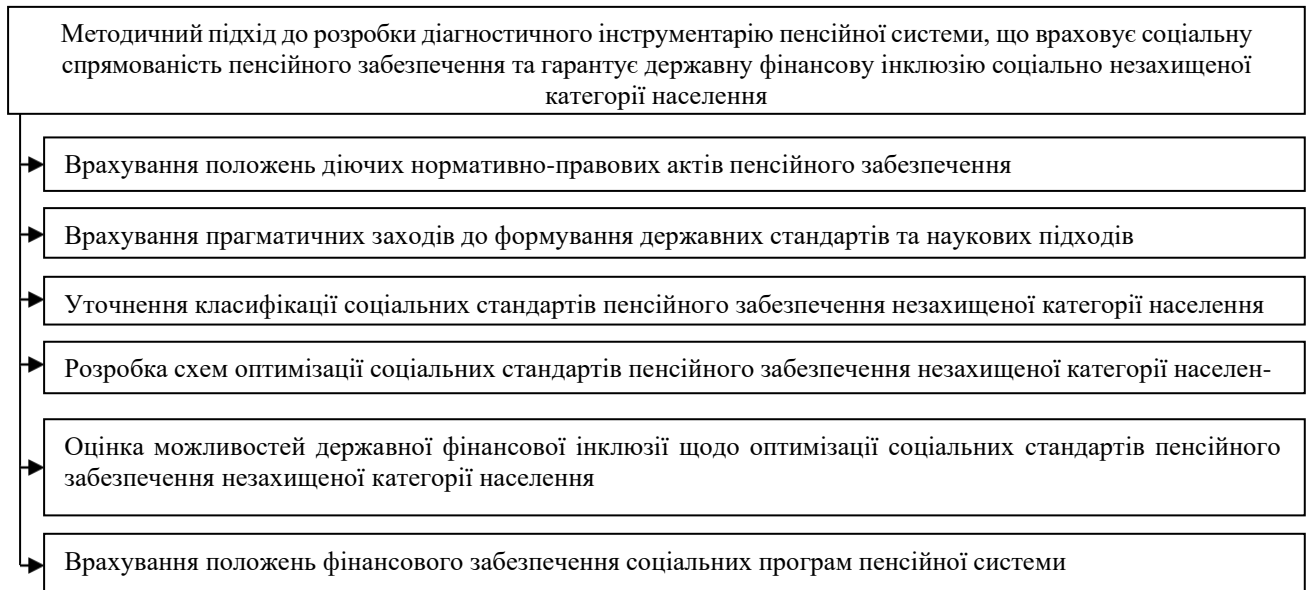 Методичний підхід до розробки діагностичного інструментарію пенсійної системи, що враховує соціальну
спрямованість пенсійного забезпечення та гарантує державну фінансову інклюзію соціально незахищеної
категорії населення
Врахування положень діючих нормативно-правових актів пенсійного забезпечення
Врахування прагматичних заходів до формування державних стандартів та наукових підходів
Уточнення класифікації соціальних стандартів пенсійного забезпечення незахищеної категорії населення
Розробка схем оптимізації соціальних стандартів пенсійного забезпечення незахищеної категорії населен-
Оцінка можливостей державної фінансової інклюзії щодо оптимізації соціальних стандартів пенсійного
забезпечення незахищеної категорії населення
Врахування положень фінансового забезпечення соціальних програм пенсійної системи